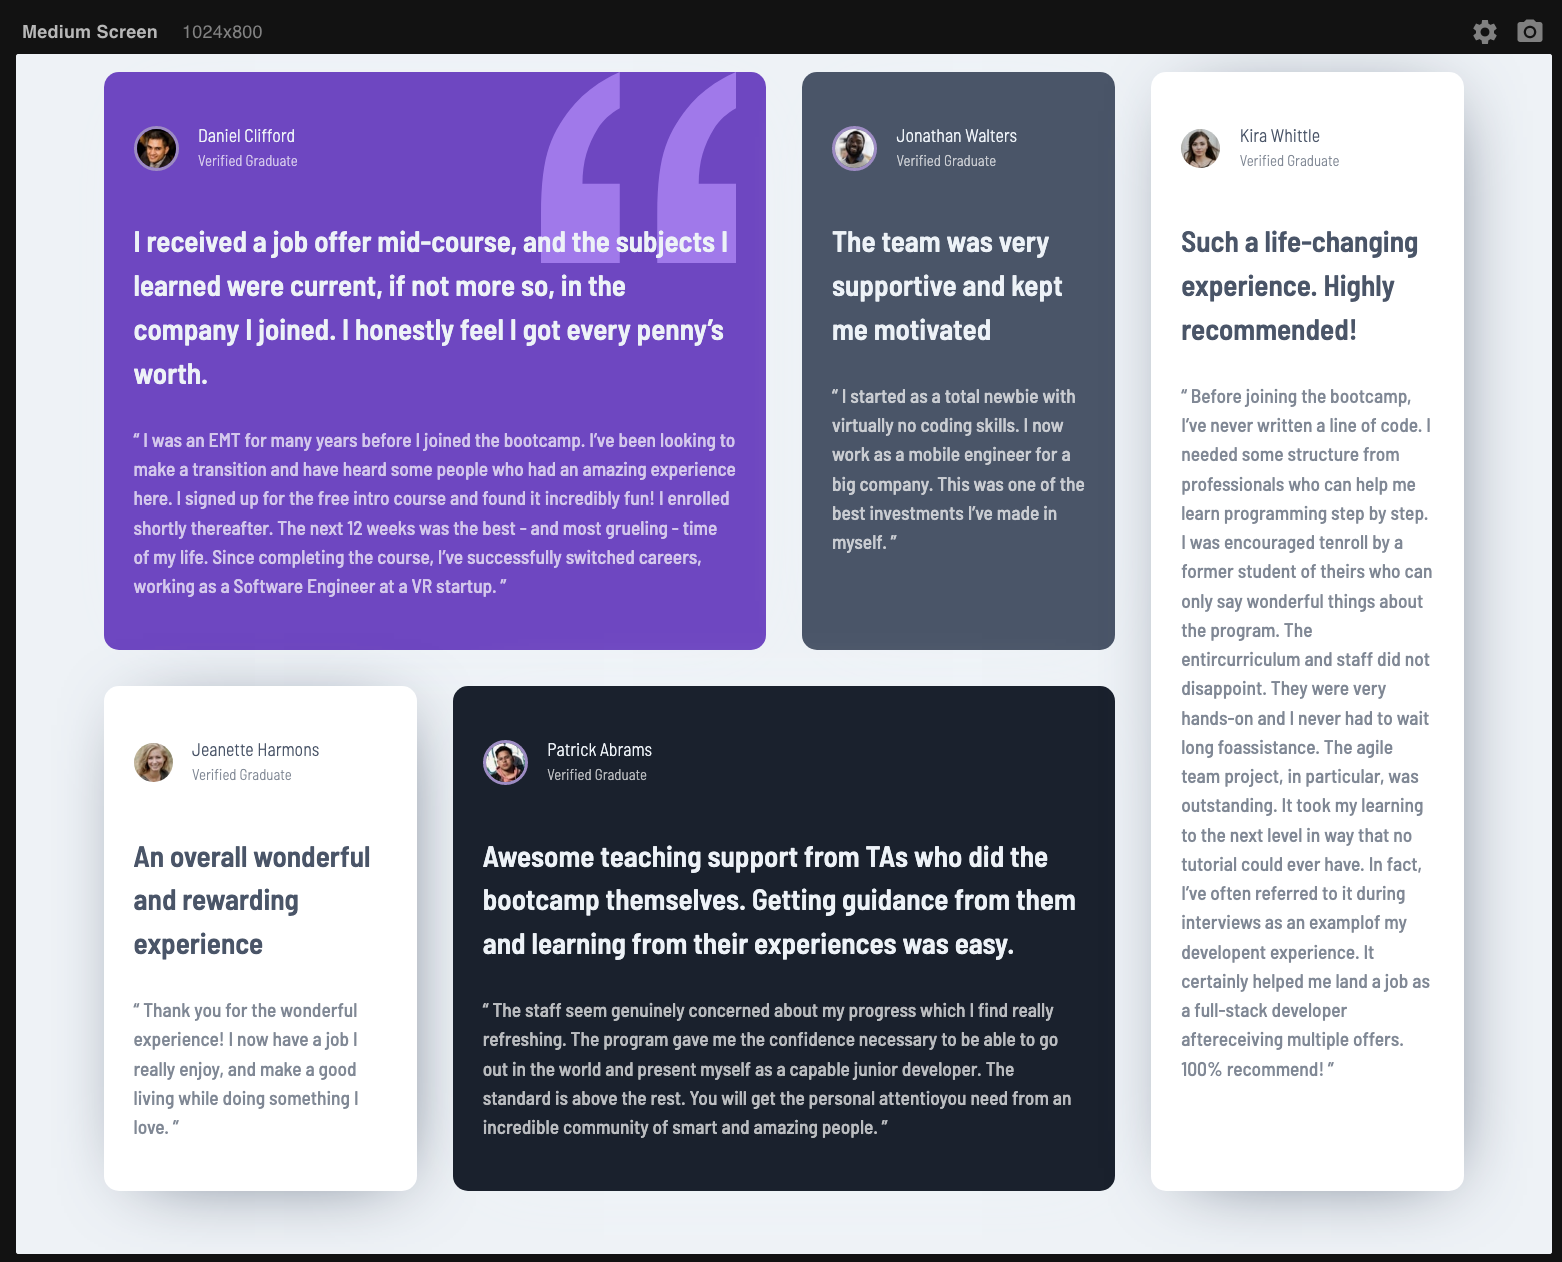 Medium Screen 1024x800
Daniel Clifford
Verified Graduate
I received a job offer mid-course, and the subjects I
learned were current, if not more so, in the
company I joined. I honestly feel I got every penny’s
worth.
“ I was an EMT for many years before I joined the bootcamp. I’ve been looking to
make a transition and have heard some people who had an amazing experience
here. I signed up for the free intro course and found it incredibly fun! I enrolled
shortly thereafter. The next 12 weeks was the best - and most grueling - time
of my life. Since completing the course, I’ve successfully switched careers,
working as a Software Engineer at a VR startup. ”
Jonathan Walters
Verified Graduate
The team was very
supportive and kept
me motivated
“ I started as a total newbie with
virtually no coding skills. I now
work as a mobile engineer for a
big company. This was one of the
best investments I’ve made in
myself. ”
Kira Whittle
Verified Graduate
Such a life-changing
experience. Highly
recommended!
“ Before joining the bootcamp,
I’ve never written a line of code. I
needed some structure from
professionals who can help me
learn programming step by step.
I was encouraged tenroll by a
former student of theirs who can
only say wonderful things about
the program. The
entircurriculum and staff did not
disappoint. They were very
hands-on and I never had to wait
long foassistance. The agile
team project, in particular, was
outstanding. It took my learning
to the next level in way that no
tutorial could ever have. In fact,
I’ve often referred to it during
interviews as an examplof my
developent experience. It
certainly helped me land a job as
a full-stack developer
aftereceiving multiple offers.
100% recommend! ”
Jeanette Harmons
Verified Graduate
An overall wonderful
and rewarding
experience
“ Thank you for the wonderful
experience! I now have a job I
really enjoy, and make a good
living while doing something I
love. ”
Patrick Abrams
Verified Graduate
Awesome teaching support from TAs who did the
bootcamp themselves. Getting guidance from them
and learning from their experiences was easy.
“ The staff seem genuinely concerned about my progress which I find really
refreshing. The program gave me the confidence necessary to be able to go
out in the world and present myself as a capable junior developer. The
standard is above the rest. You will get the personal attentioyou need from an
incredible community of smart and amazing people. ”